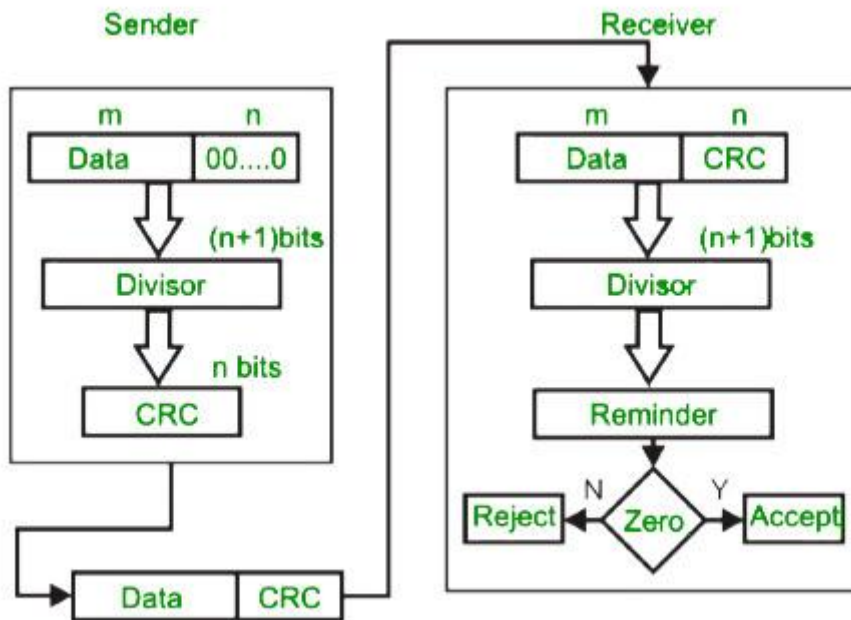 Sender
m n
Data 00....0
(n+1)bits
Divisor
n bits
CRC
Data CRC
Receiver
m n
Data CRC
(n+1)bits
Divisor
Reminder
N Y
Reject Zero Accept